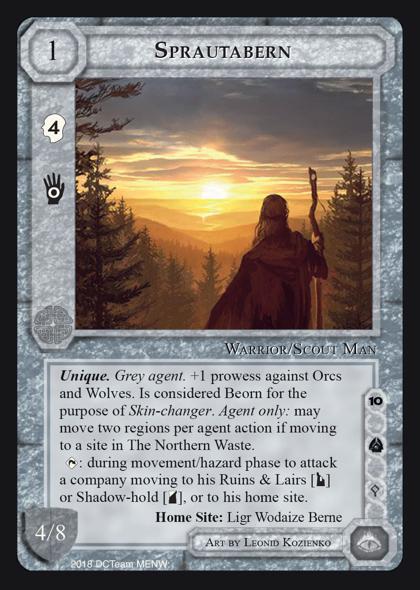 1
SPRAUTABERN
4
WARRIOR/SCOUT MAN
Unique. Grey agent. +1 prowess against Orcs
and Wolves. Is considered Beorn for the
purpose of Skin-changer. Agent only: may
move two regions per agent action if moving
to a site in The Northern Waste.
: during movement/hazard phase to attack
a company moving to his Ruins & Lairs [ ]
or Shadow-hold [ ], or to his home site.
10
Home Site: Ligr Wodaize Berne
4/8
ART BY LEONID KOZIENKO
2018 DCTeam MENW